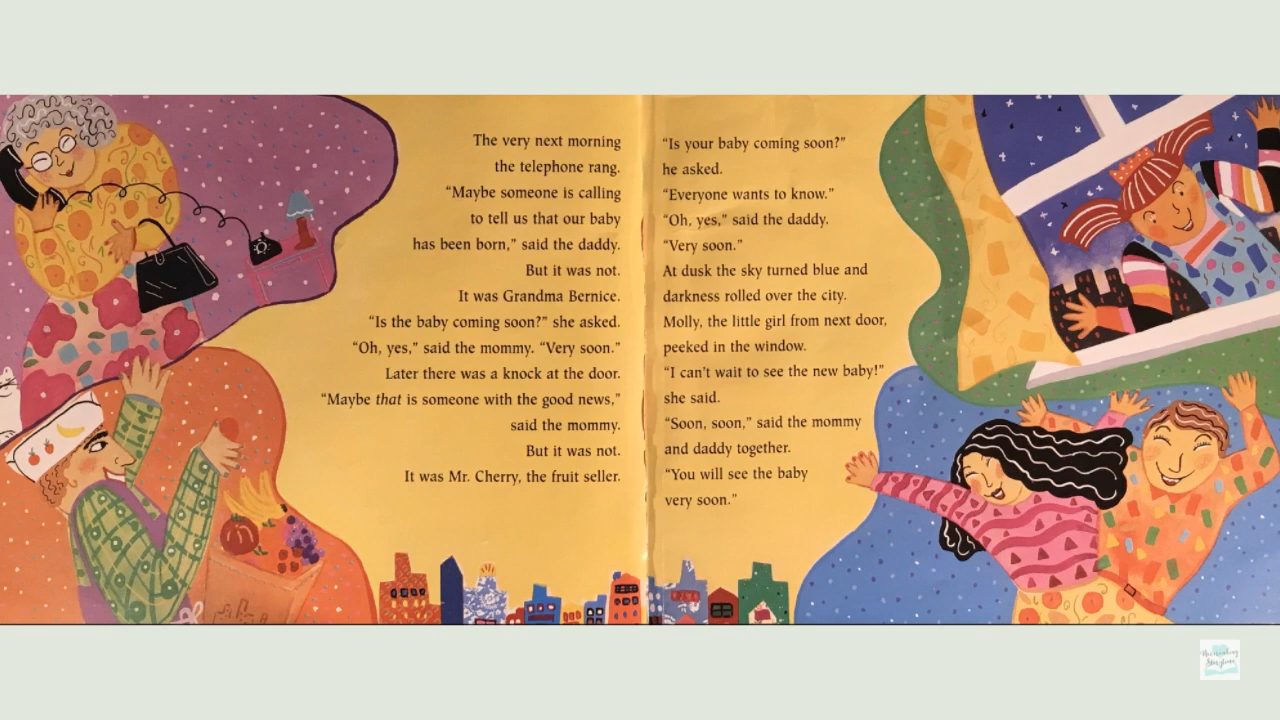 The very next morning
the telephone rang.
“Maybe someone is calling
to tell us that our baby
has been born,” said the daddy.
But it was not.
It was Grandma Bernice.
“Is the baby coming soon?” she asked.
“Oh, yes,” said the mommy. “Very soon.”
Later there was a knock at the door.
“Maybe that is someone with the good news,”
said the mommy.
But it was not.
It was Mr. Cherry, the fruit seller.
“Is your baby coming soon?”
he asked.
“Everyone wants to know.”
“Oh, yes,” said the daddy.
“Very soon.”
At dusk the sky turned blue and
darkness rolled over the city.
Molly, the little girl from next door,
peeked in the window.
“I can’t wait to see the new baby!”
she said.
“Soon, soon,” said the mommy
and daddy together.
“You will see the baby
very soon.”
Storytime